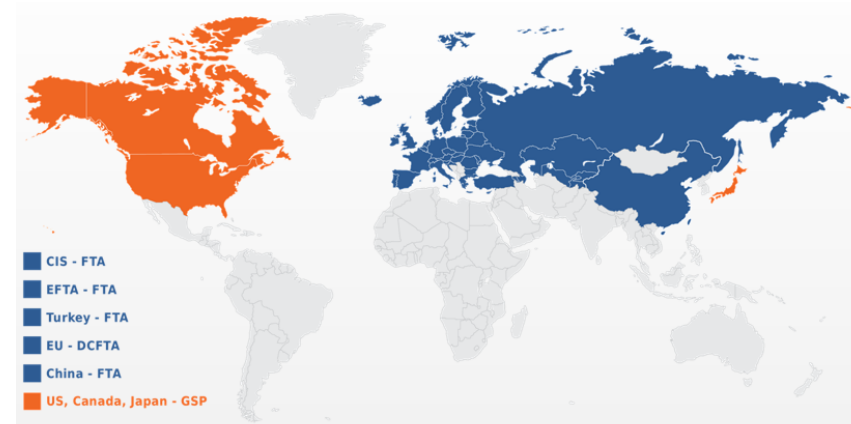 CIS - FTA
EFTA - FTA
Turkey - FTA
EU - DCFTA
China - FTA
US, Canada, Japan - GSP